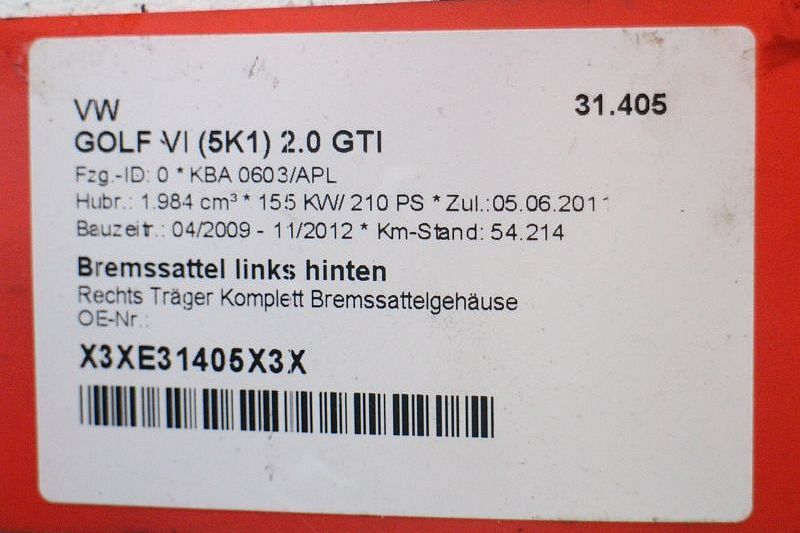 VW
31.405
GOLF VI (5K1) 2.0 GTI
Fzg.-ID: 0 * KBA 0603/APL
Hubr.: 1.984 cm³ * 155 KW/ 210 PS * Zul.:05.06.2011
Bauzeitr.: 04/2009 - 11/2012 * Km-Stand: 54.214
Bremssattel links hinten
Rechts Träger Komplett Bremssattelgehäuse
OE-Nr.:
X3XE31405X3X